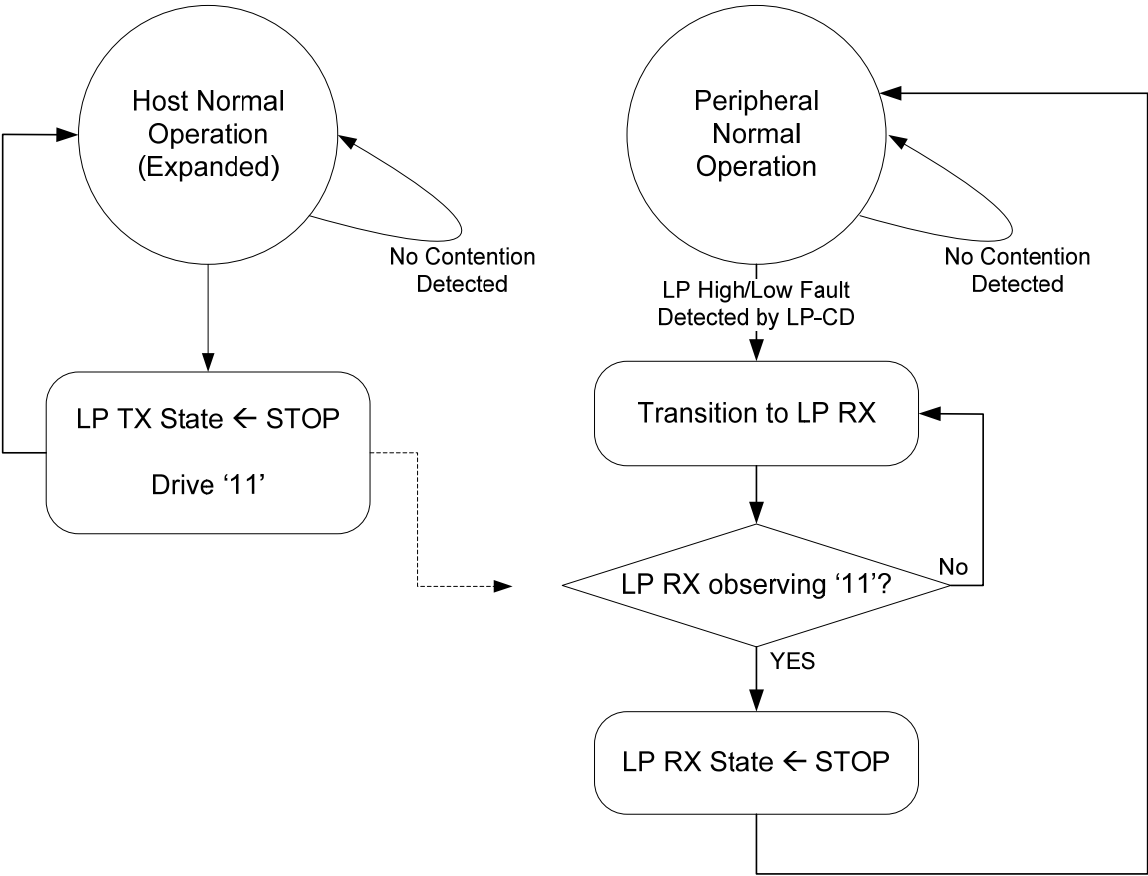 Host Normal
Operation
(Expanded)
No Contention
Detected
LP TX State ← STOP
Drive ‘11’
Peripheral
Normal
Operation
No Contention
Detected
LP High/Low Fault
Detected by LP-CD
Transition to LP RX
LP RX observing ‘11’?
No
YES
LP RX State ← STOP